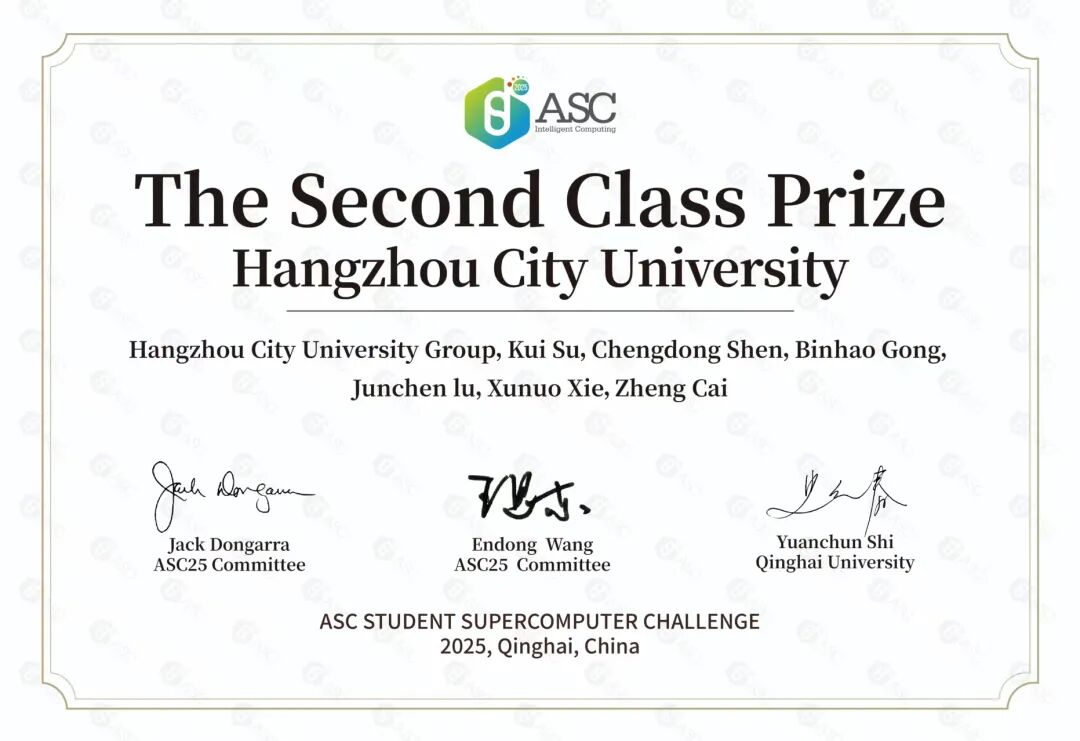 2025
ASC
Intelligent Computing
The Second Class Prize
Hangzhou City University
Hangzhou City University Group, Kui Su, Chengdong Shen, Binhao Gong,
Junchen lu, Xunuo Xie, Zheng Cai
Jack Dongarra
Jack Dongarra
ASC25 Committee
Endong Wang
ASC25 Committee
Yuanchun Shi
Qinghai University
ASC STUDENT SUPERCOMPUTER CHALLENGE
2025, Qinghai, China